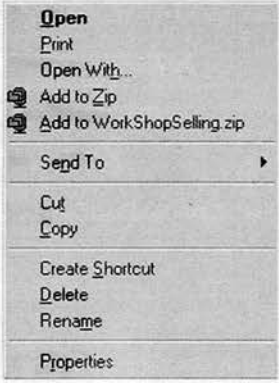 Open
Print
Open With...
Add to Zip
Add to WorkShopSelling.zip
Send To
Cut
Copy
Create Shortcut
Delete
Rename
Properties